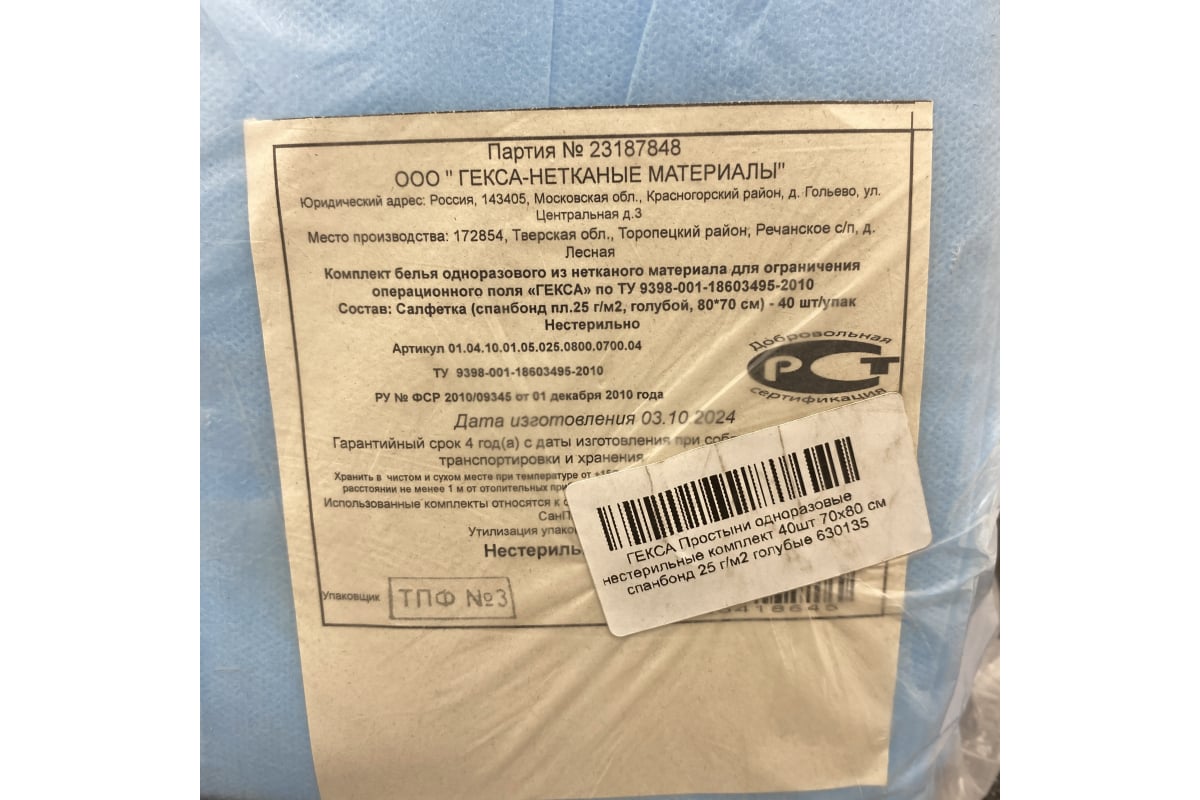 Партия № 23187848
ООО " ГЕКСА-НЕТКАНЫЕ МАТЕРИАЛЫ"
Юридический адрес: Россия, 143405, Московская обл., Красногорский район, д. Гольево, ул.
Центральная д.3
Место производства: 172854, Тверская обл., Торопецкий район; Речанское с/п, д.
Лесная
Комплект белья одноразового из нетканого материала для ограничения
операционного поля «ГЕКСА» по ТУ 9398-001-18603495-2010
Состав: Салфетка (спанбонд пл.25 г/м2, голубой, 80*70 см) - 40 шт/упак
Нестерильно
Артикул 01.04.10.01.05.025.0800.0700.04
ТУ 9398-001-18603495-2010
РУ № ФСР 2010/09345 от 01 декабря 2010 года
Добровольная
РСТ
сертификация
Дата изготовления 03.10.2024
Гарантийный срок 4 год(а) с даты изготовления при
транспортировки и хранения
Хранить в чистом и сухом месте при температуре от
расстоянии не менее 1 м от отопительных
Использованные комплекты относятся к
Утилизация
Упаковщик
ТПФ №3
ГЕКСА Простыни одноразовые
нестерильные комплект 40шт 70х80 см
спанбонд 25 г/м2 голубые 630135